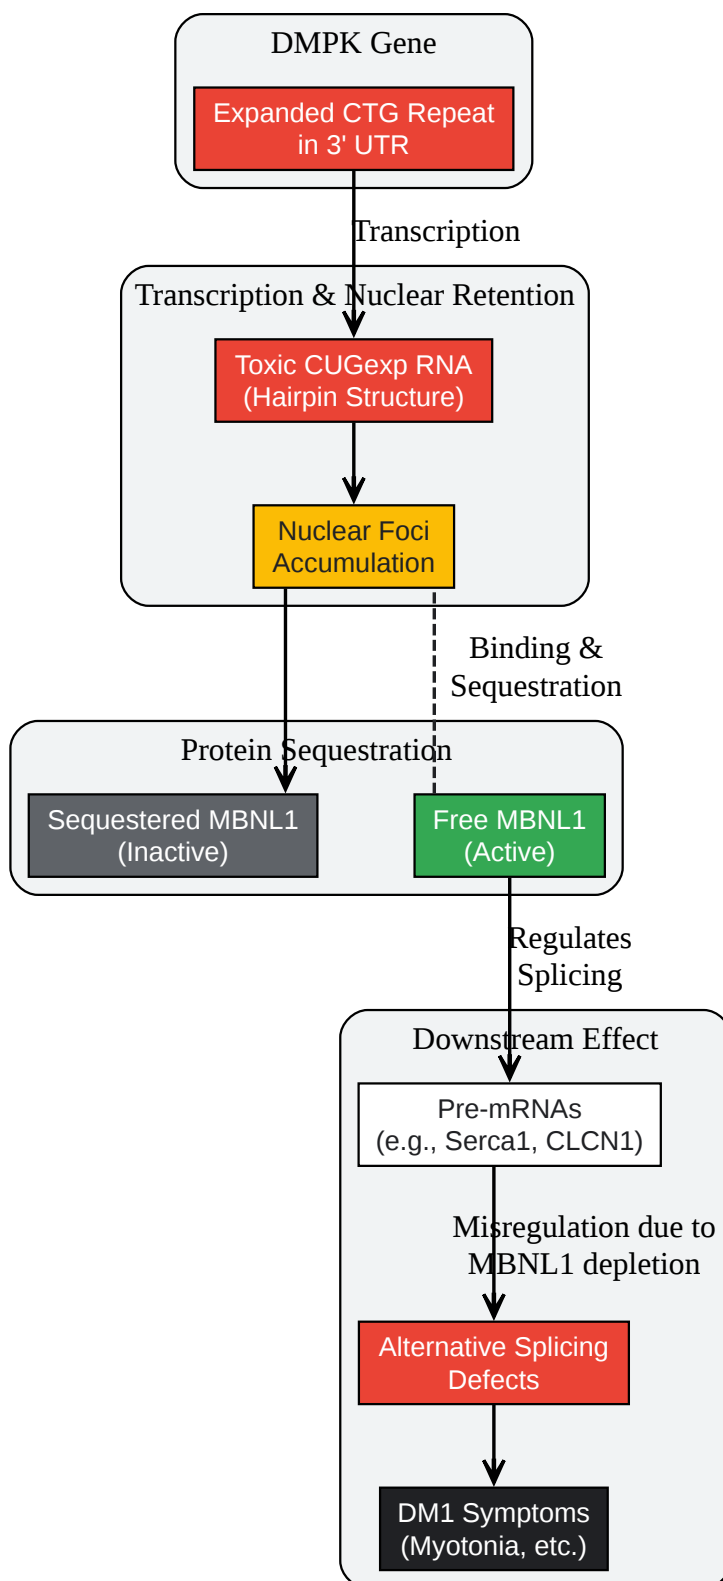 DMPK Gene
Expanded CTG Repeat
in 3' UTR
Transcription
Transcription & Nuclear Retention
Toxic CUGexp RNA
(Hairpin Structure)
Nuclear Foci
Accumulation
Binding &
Sequestration
Protein Sequestration
Sequestered MBNL1
(Inactive)
Free MBNL1
(Active)
Regulates
Splicing
Downstream Effect
Pre-mRNAs
(e.g., Serca1, CLCN1)
Misregulation due to
MBNL1 depletion
Alternative Splicing
Defects
DM1 Symptoms
(Myotonia, etc.)